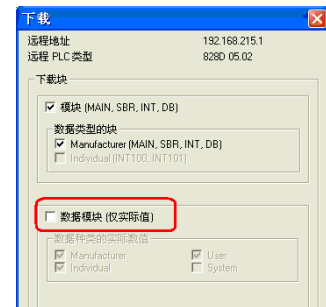 下载
远程地址 192.168.215.1
远程 PLC 类型 828D 05.02
下载块
模块 (MAIN, SBR, INT, DB)
数据类型的块
Manufacturer (MAIN, SBR, INT, DB)
Individual (INT100, INT101)
数据模块 (仅实际值)
数据种类的实际数值
Manufacturer User
Individual System